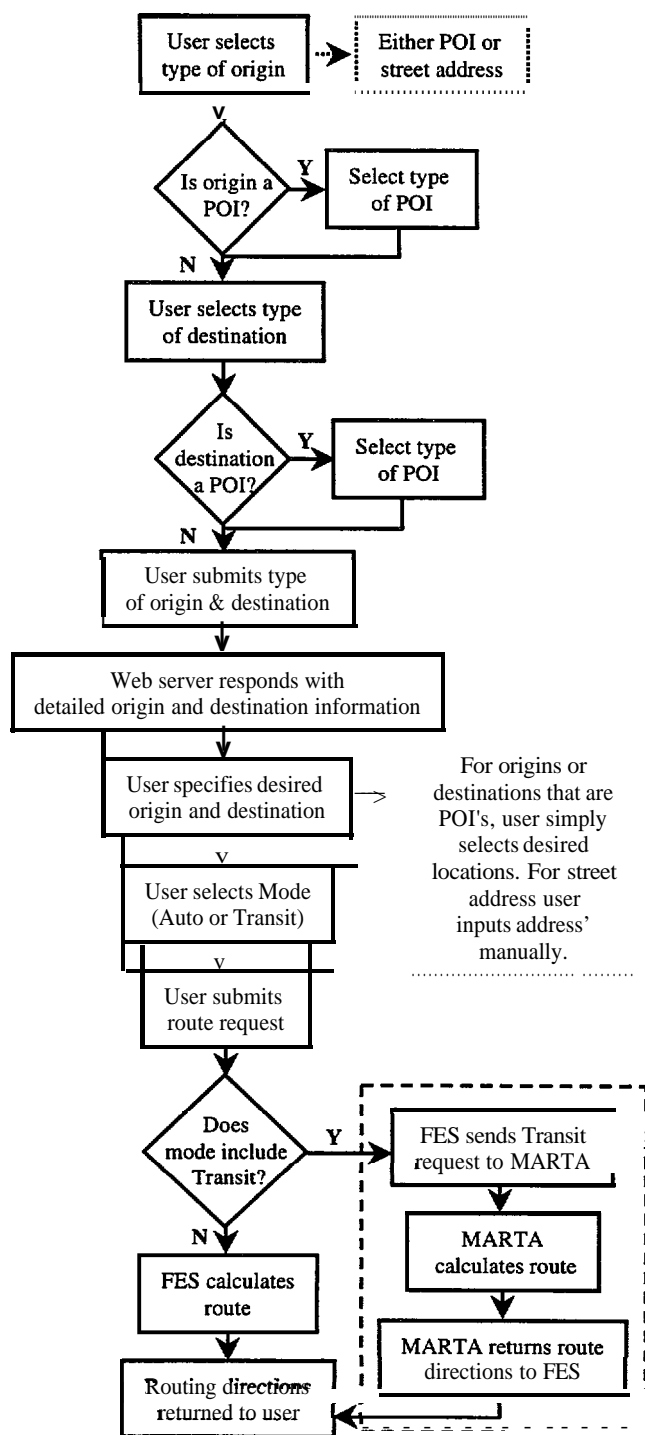 User selects
type of origin
Either POI or
street address
v
Is origin a
POI?
Y
Select type
of POI
N
User selects type
of destination
Is
destination
a POI?
Y
Select type
of POI
N
User submits type
of origin & destination
Web server responds with
detailed origin and destination information
User specifies desired
origin and destination
For origins or
destinations that are
POI's, user simply
selects desired
locations. For street
address user
inputs address’
manually.
v
User selects Mode
(Auto or Transit)
v
User submits
route request
Does
mode include
Transit?
Y
FES sends Transit
request to MARTA
MARTA
calculates route
MARTA returns route
directions to FES
N
FES calculates
route
Routing directions
returned to user